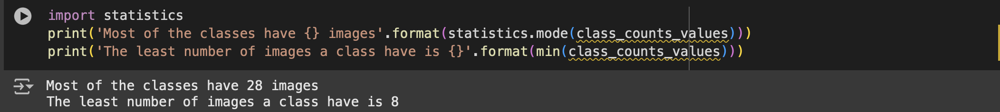 import statistics
print('Most of the classes have {} images'.format(statistics.mode(class_counts_values)))
print('The least number of images a class have is {}'.format(min(class_counts_values)))
Most of the classes have 28 images
The least number of images a class have is 8